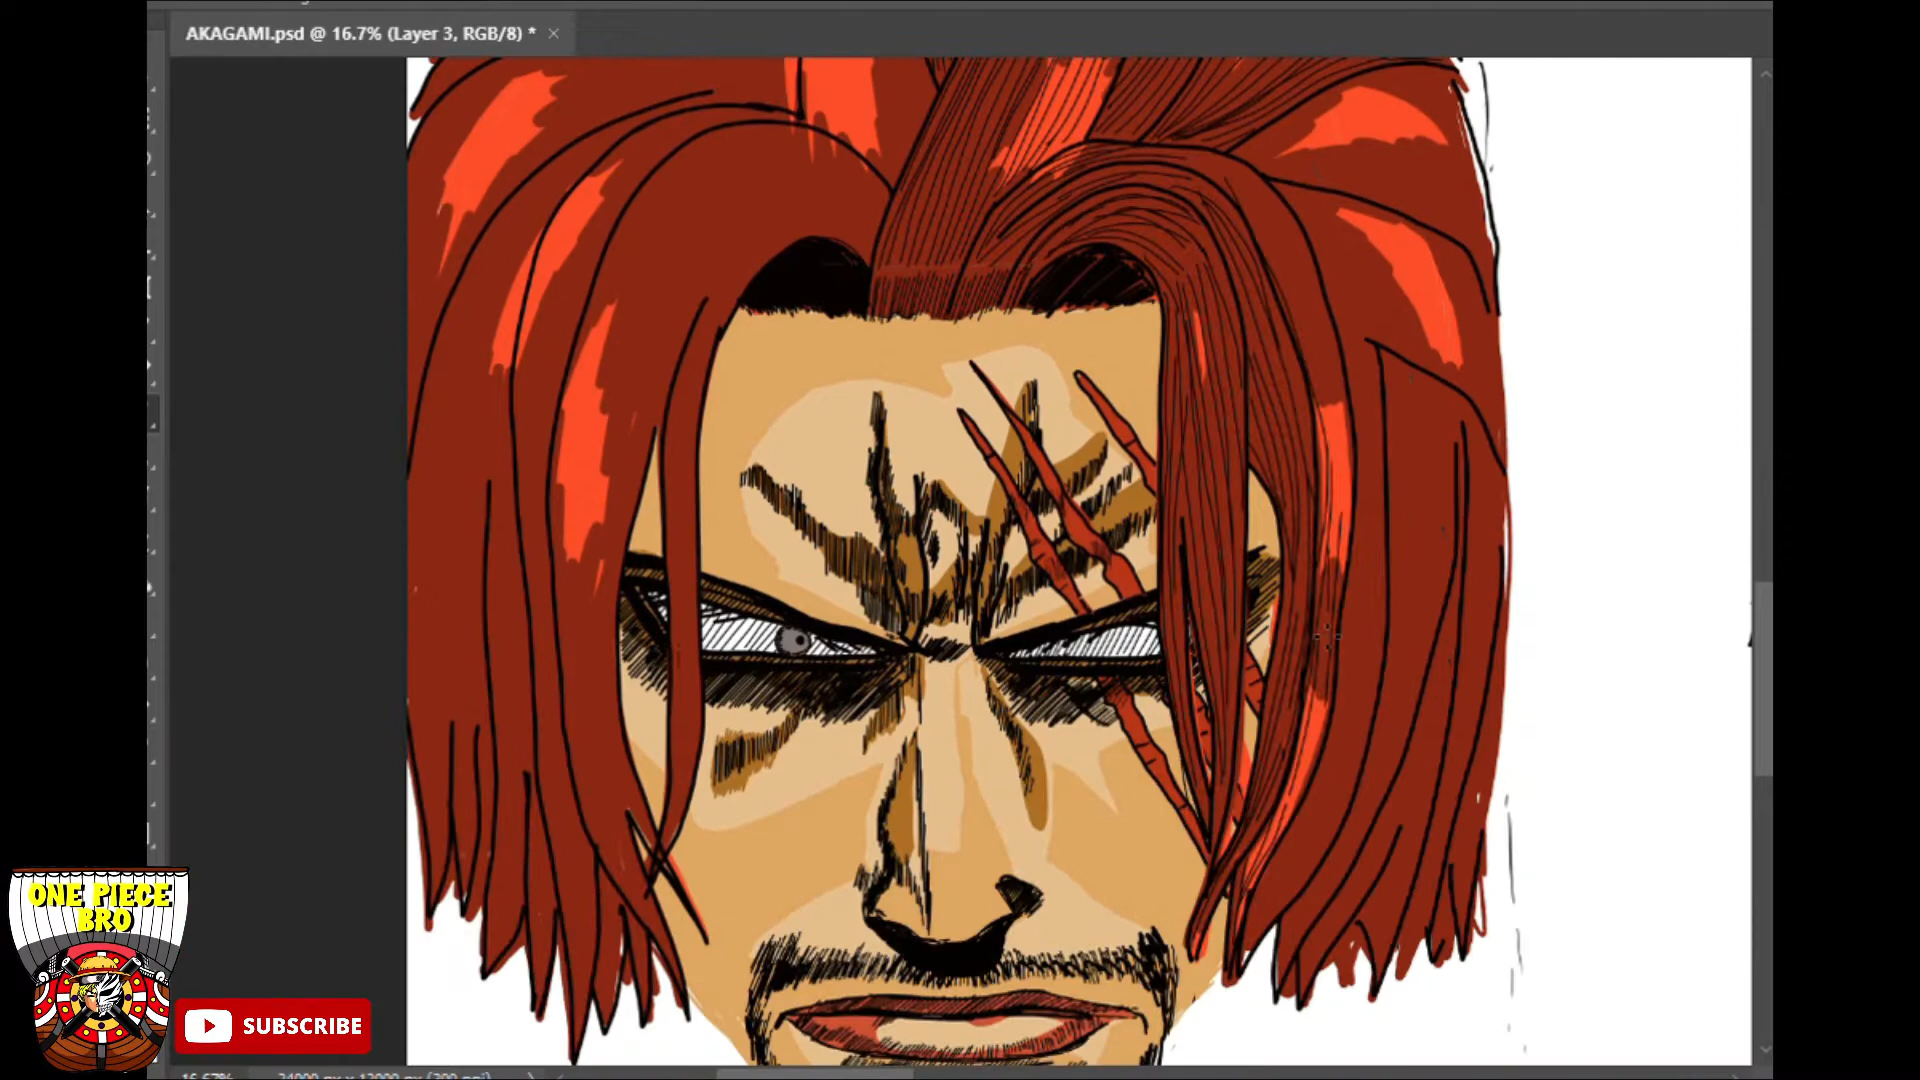 AKAGAMI.psd @ 16.7% (Layer 3, RGB/8) *
ONE PIECE
BRO
SUBSCRIBE